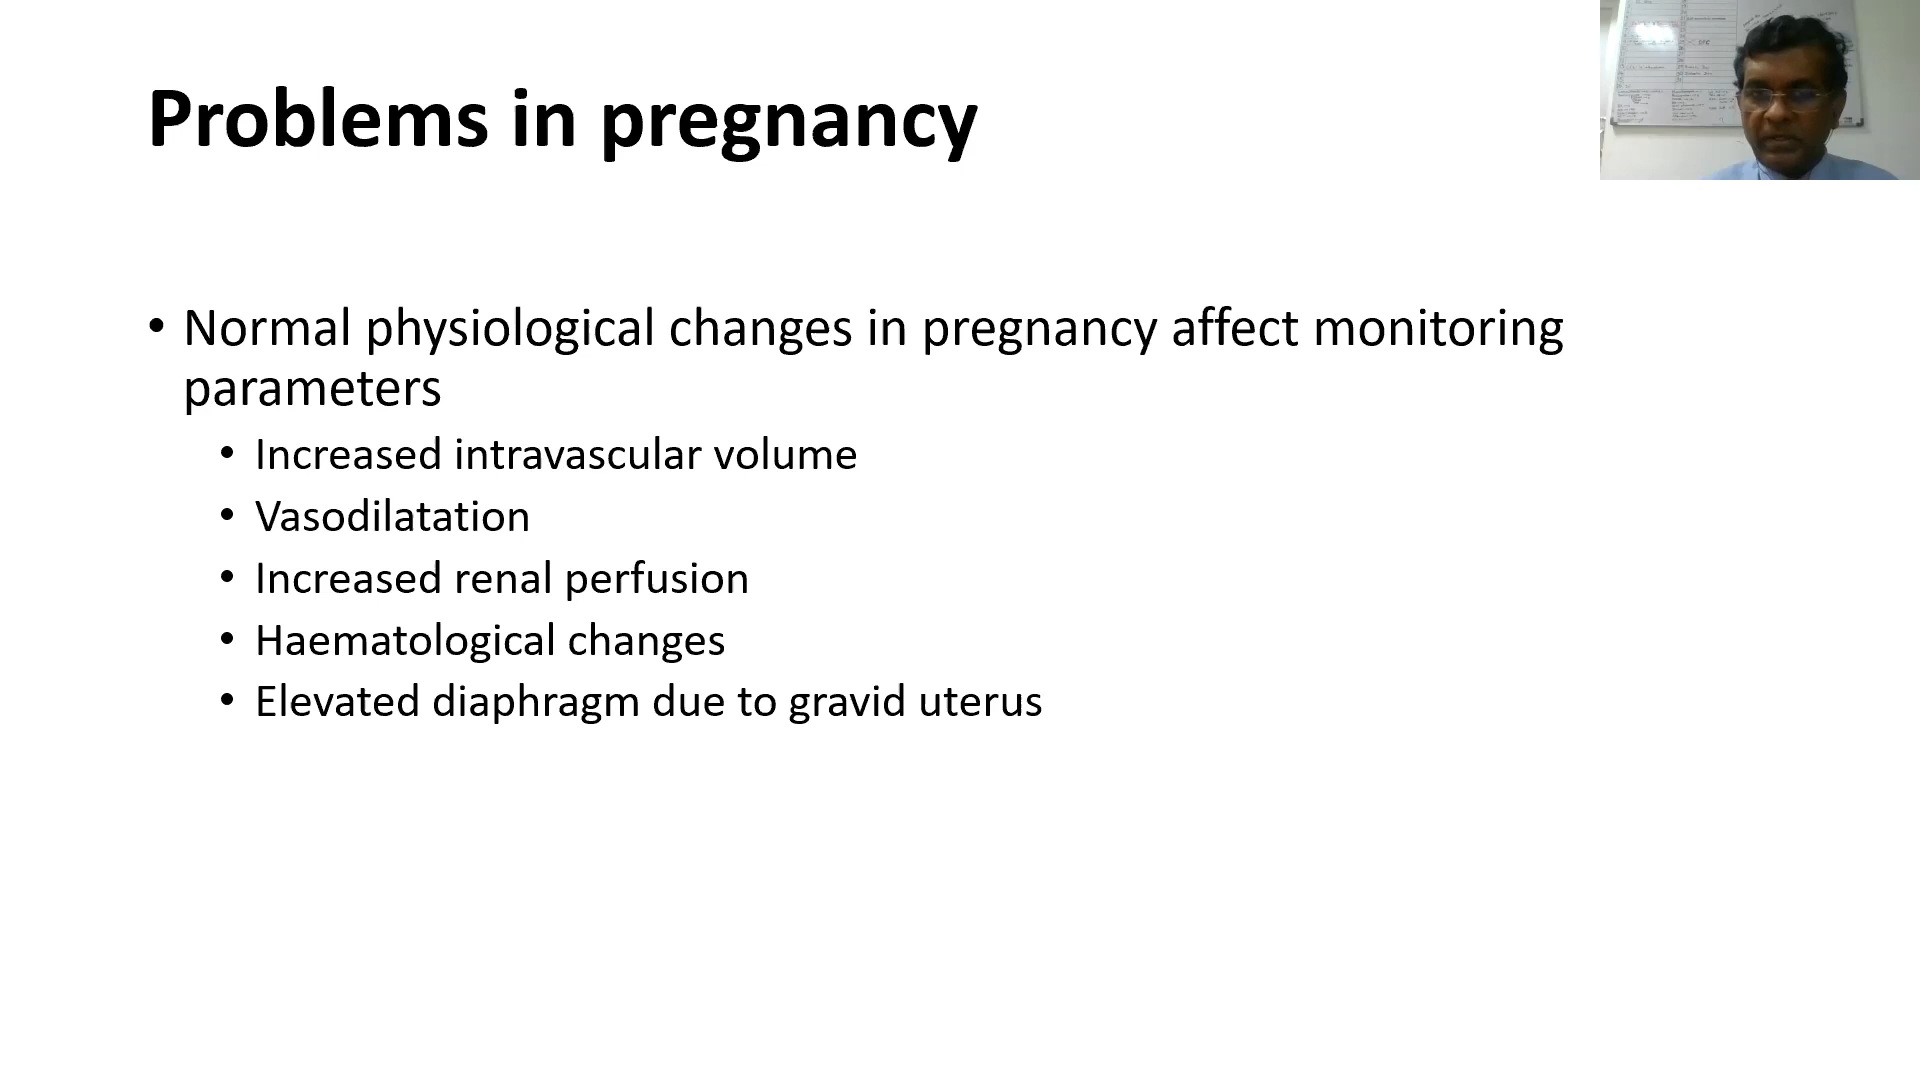 Problems in pregnancy
• Normal physiological changes in pregnancy affect monitoring
parameters
• Increased intravascular volume
• Vasodilatation
• Increased renal perfusion
• Haematological changes
• Elevated diaphragm due to gravid uterus